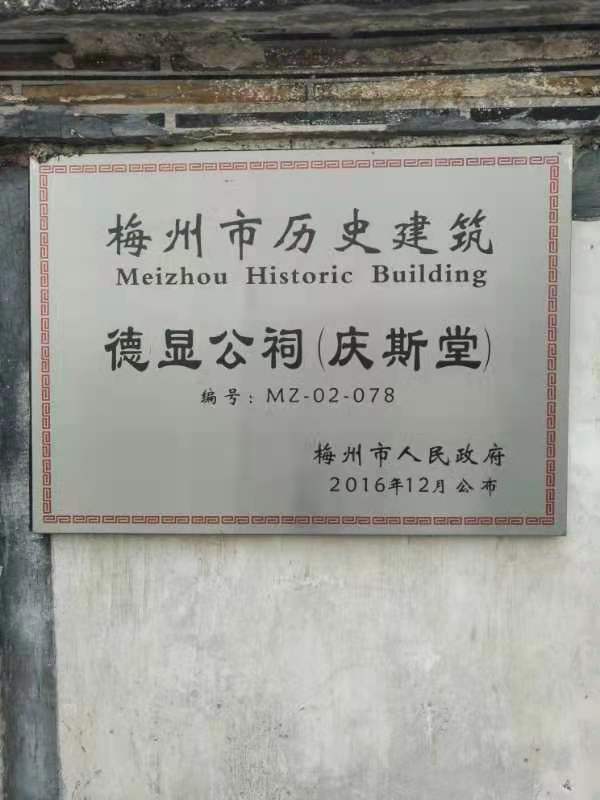 梅州市历史建筑
Meizhou Historic Building
德显公祠(庆斯堂)
编号：MZ-02-078
梅州市人民政府
2016年12月公布